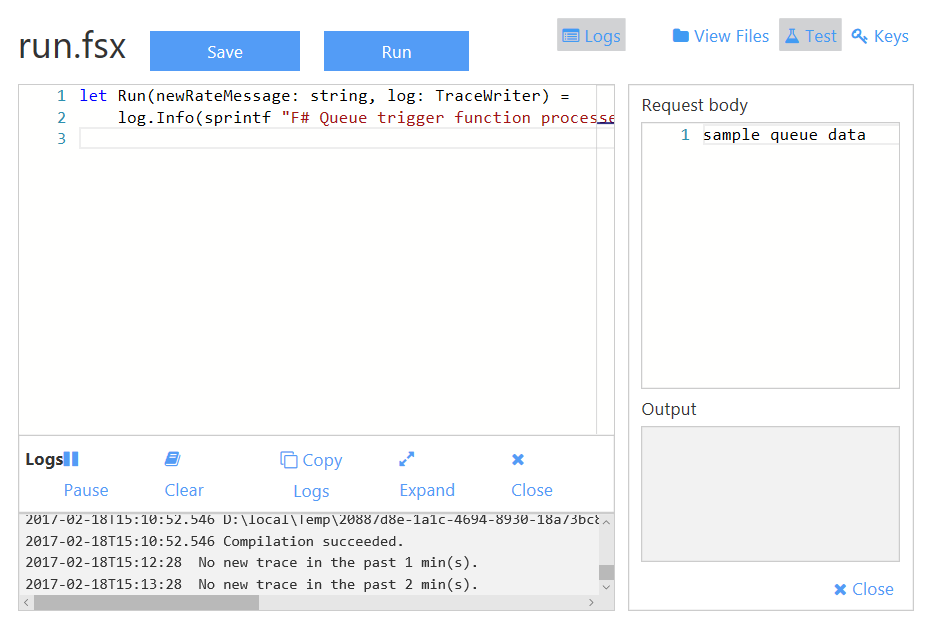 run.fsx
Save
Run
Logs
View Files
Test
Keys
1 let Run(newRateMessage: string, log: TraceWriter) =
2 log.Info(sprintf "F# Queue trigger function processe
3
Logs
Pause
Clear
Copy Logs
Expand
Close
2017-02-18T15:10:52.546 D:\local\Temp\20887d8e-1a1c-4694-8930-18a73bc8
2017-02-18T15:10:52.546 Compilation succeeded.
2017-02-18T15:12:28 No new trace in the past 1 min(s).
2017-02-18T15:13:28 No new trace in the past 2 min(s).
Request body
1 sample queue data
Output
Close